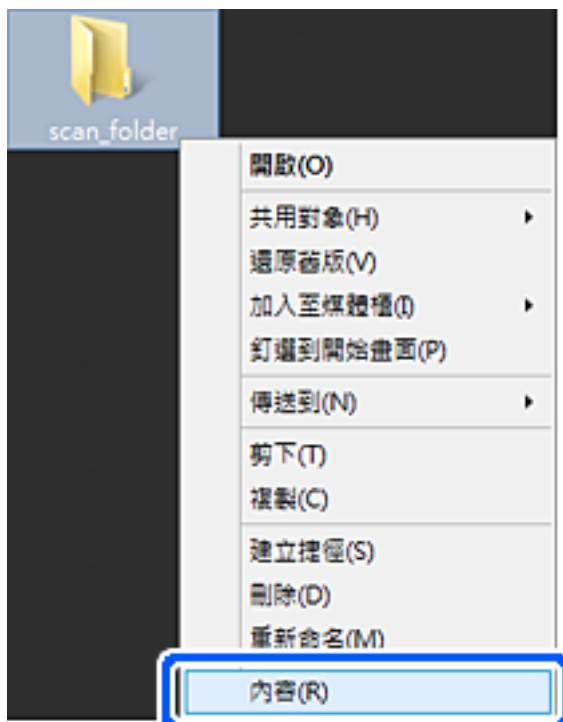 scan_folder
開啟(O)
共用對象(H)
還原舊版(V)
加入至媒體櫃(I)
釘選到開始畫面(P)
傳送到(N)
剪下(T)
複製(C)
建立捷徑(S)
刪除(D)
重新命名(M)
內容(R)